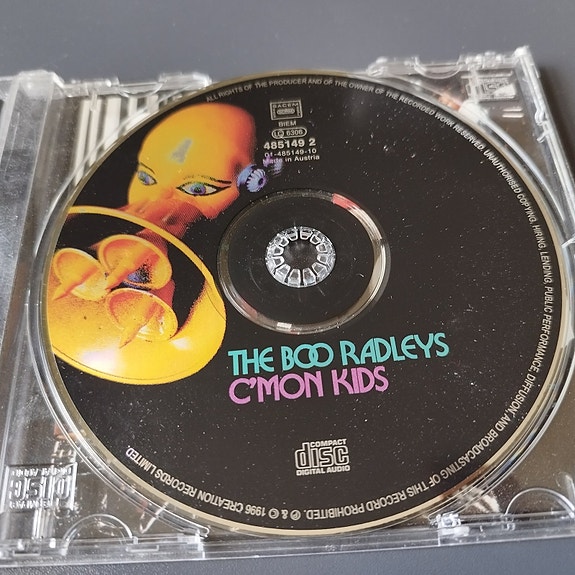 ALL RIGHTS OF THE PRODUCER AND OF THE OWNER OF THE RECORDED WORK RESERVED. UNAUTHORISED COPYING, HIRING, LENDING, PUBLIC PERFORMANCE, DIFFUSION AND BROADCASTING OF THIS RECORD PROHIBITED. ℗ & © 1996 CREATION RECORDS LIMITED.
SACEM
BIEM
LC 6306
485149 2
01-485149-10
Made in Austria
THE BOO RADLEYS
C'MON KIDS
COMPACT
disc
DIGITAL AUDIO